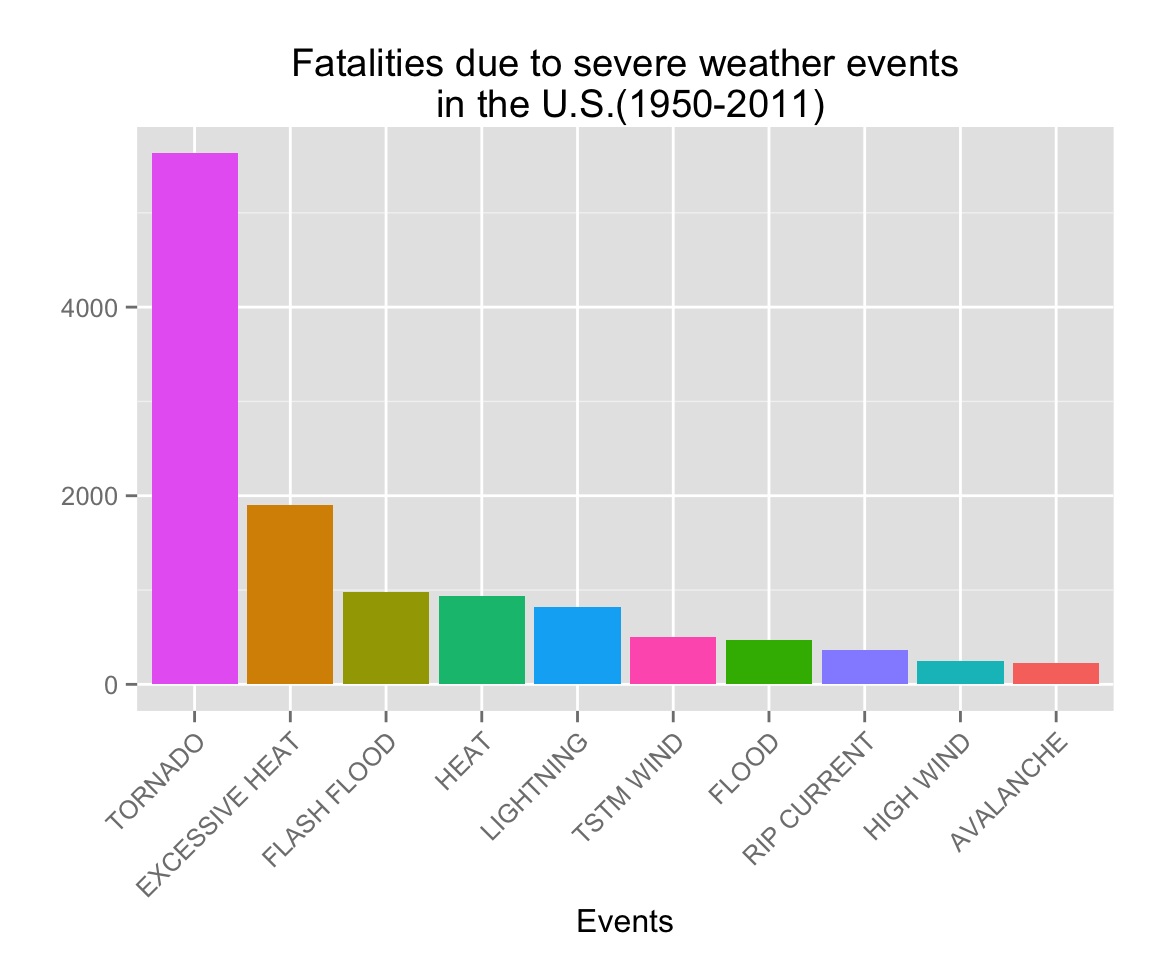 Fatalities due to severe weather events
in the U.S.(1950-2011)
4000
2000
0
TORNADO
EXCESSIVE HEAT
FLASH FLOOD
HEAT
LIGHTNING
TSTM WIND
FLOOD
RIP CURRENT
HIGH WIND
AVALANCHE
Events